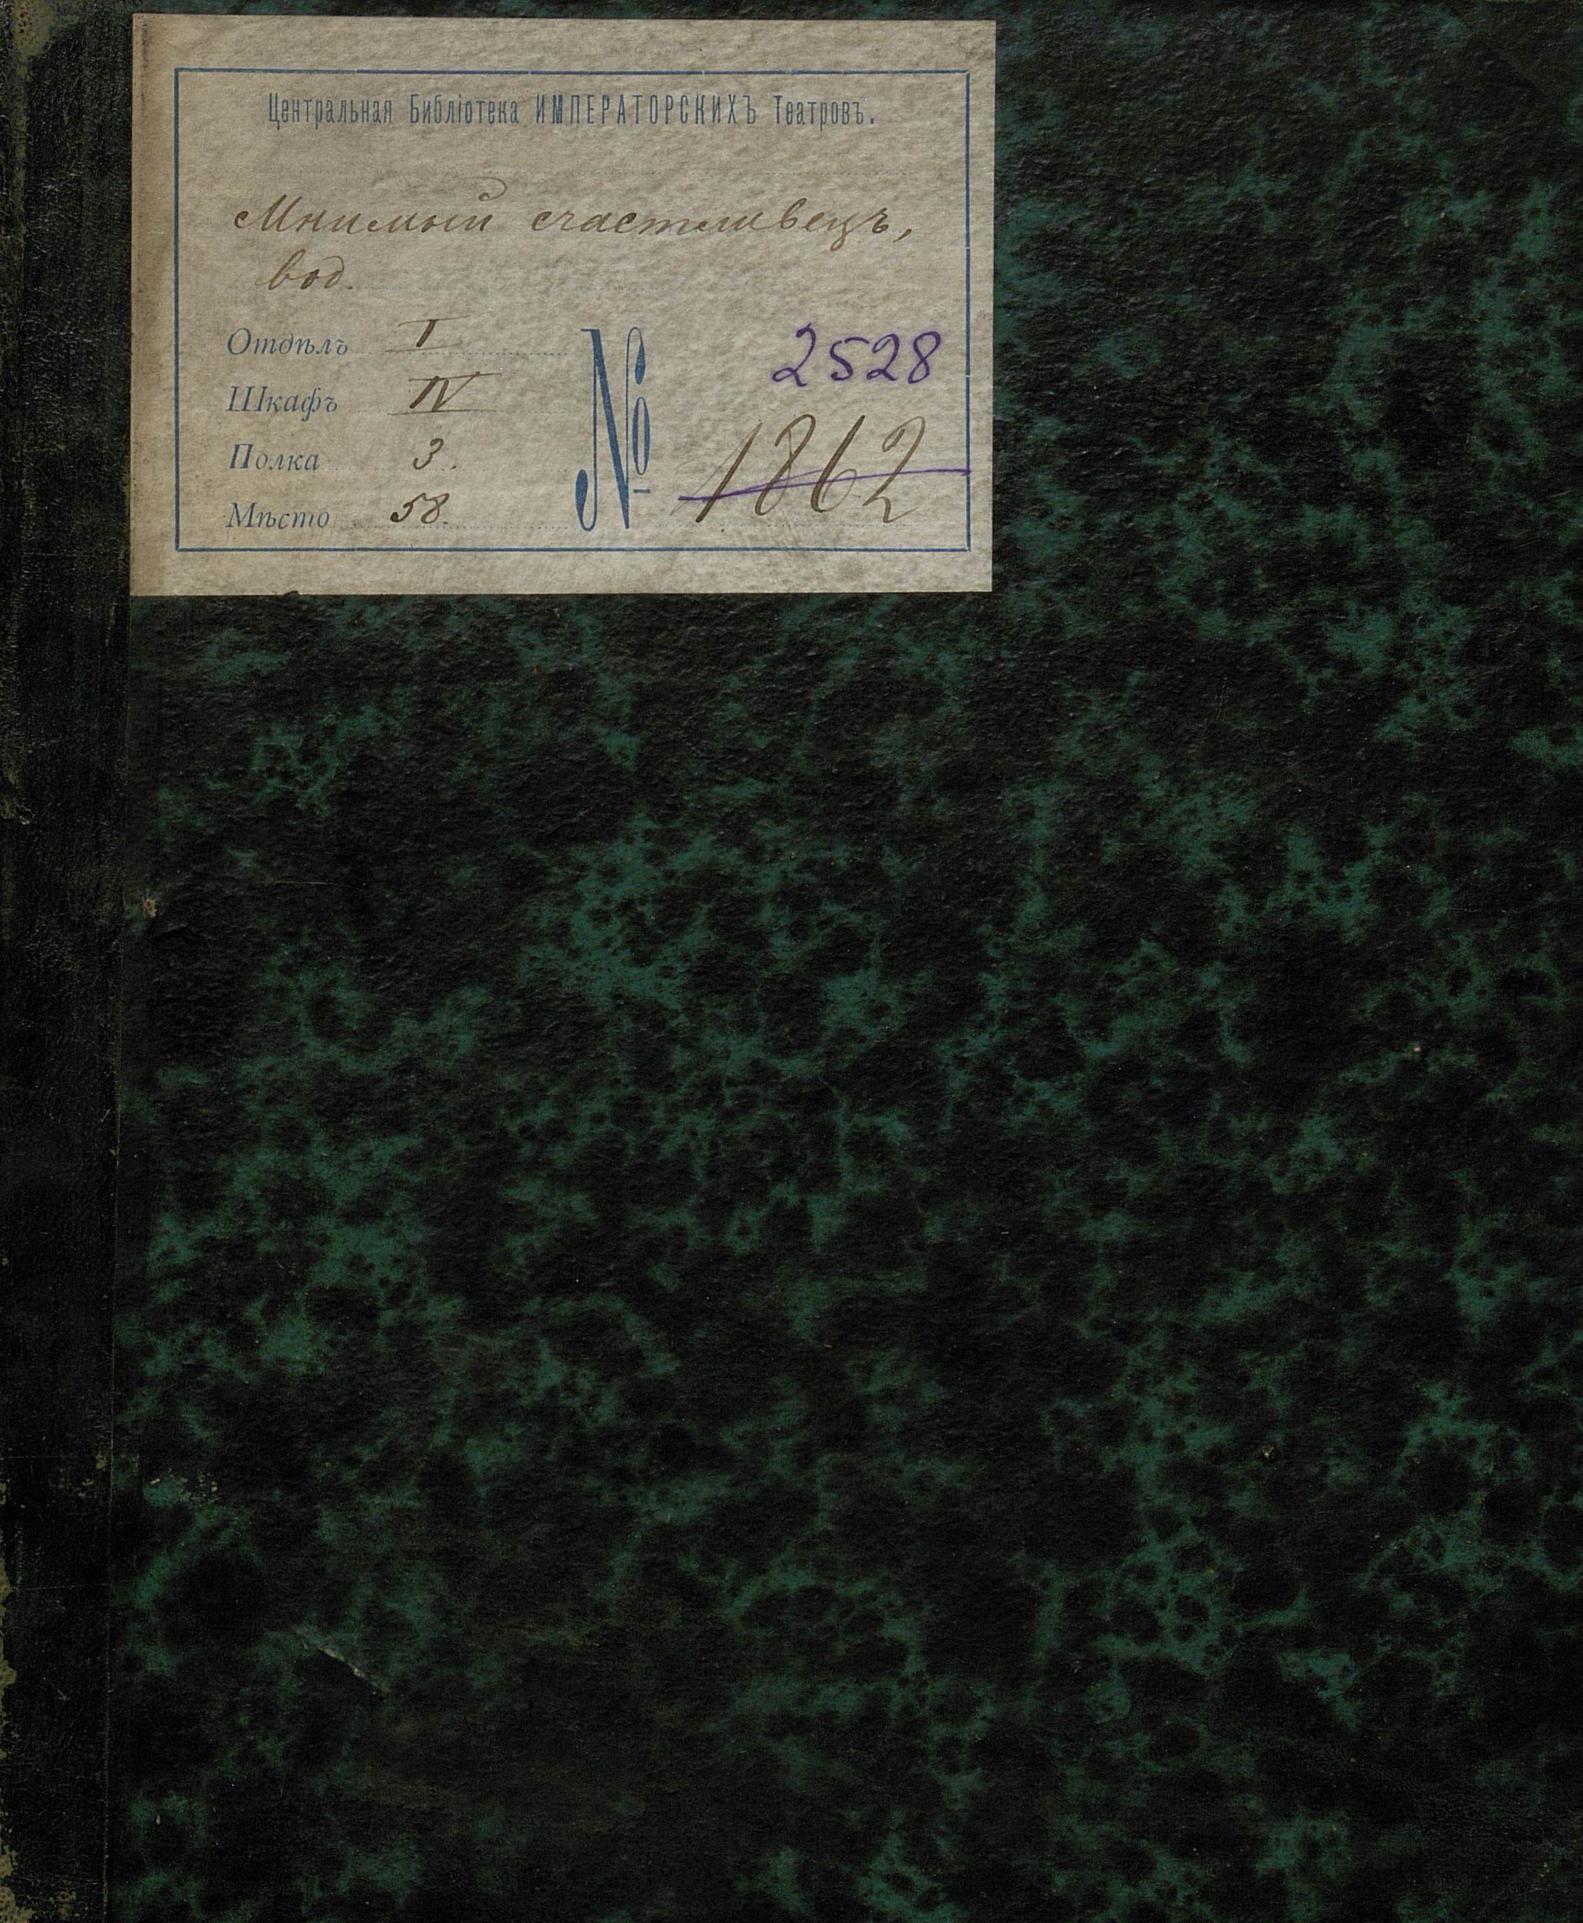 Центральная Библіотека ИМПЕРАТОРСКИХЪ Театровъ.
Мнимый счастливецъ,
вод.
Отдѣлъ I
Шкафъ IV
Полка 3.
Мѣсто 58.
№ 2528
1862